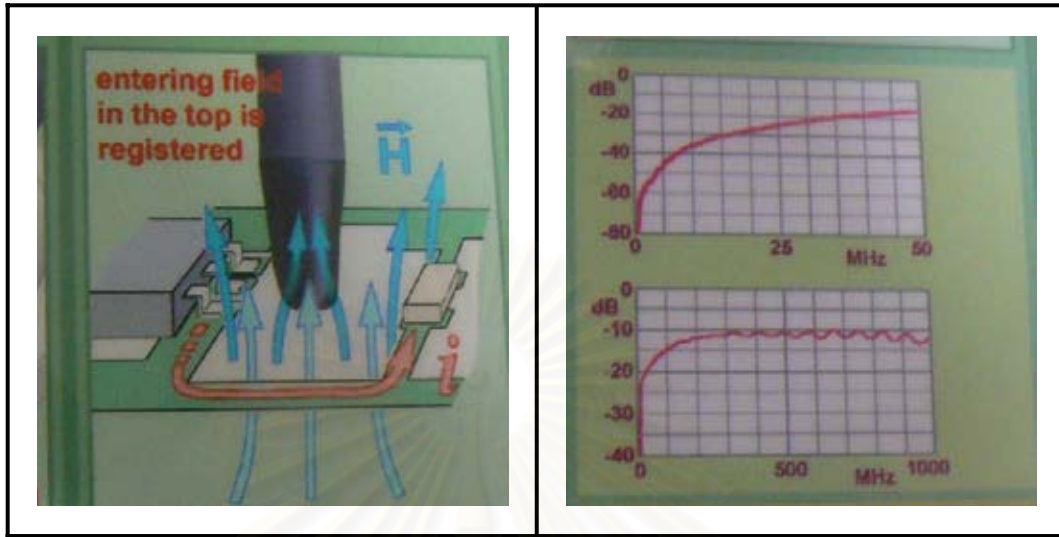 entering field
in the top is
registered
H
i
0
dB
-20
-40
-60
-80
0
25
MHz
50
0
dB
-10
-20
-30
-40
0
500
MHz
1000